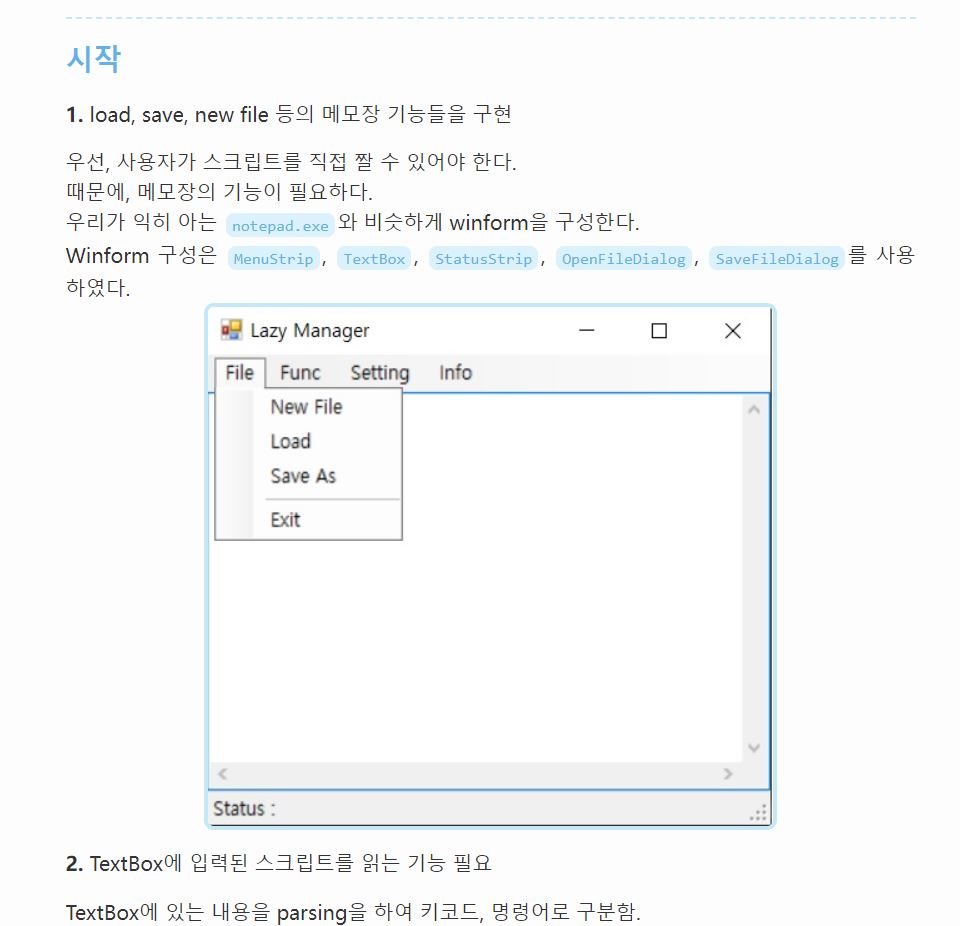 시작
1. load, save, new file 등의 메모장 기능들을 구현
우선, 사용자가 스크립트를 직접 짤 수 있어야 한다.
때문에, 메모장의 기능이 필요하다.
우리가 익히 아는 notepad.exe 와 비슷하게 winform을 구성한다.
Winform 구성은 MenuStrip, TextBox, StatusStrip, OpenFileDialog, SaveFileDialog 를 사용
하였다.
Lazy Manager
File Func Setting Info
New File
Load
Save As
Exit
Status :
2. TextBox에 입력된 스크립트를 읽는 기능 필요
TextBox에 있는 내용을 parsing을 하여 키코드, 명령어로 구분함.